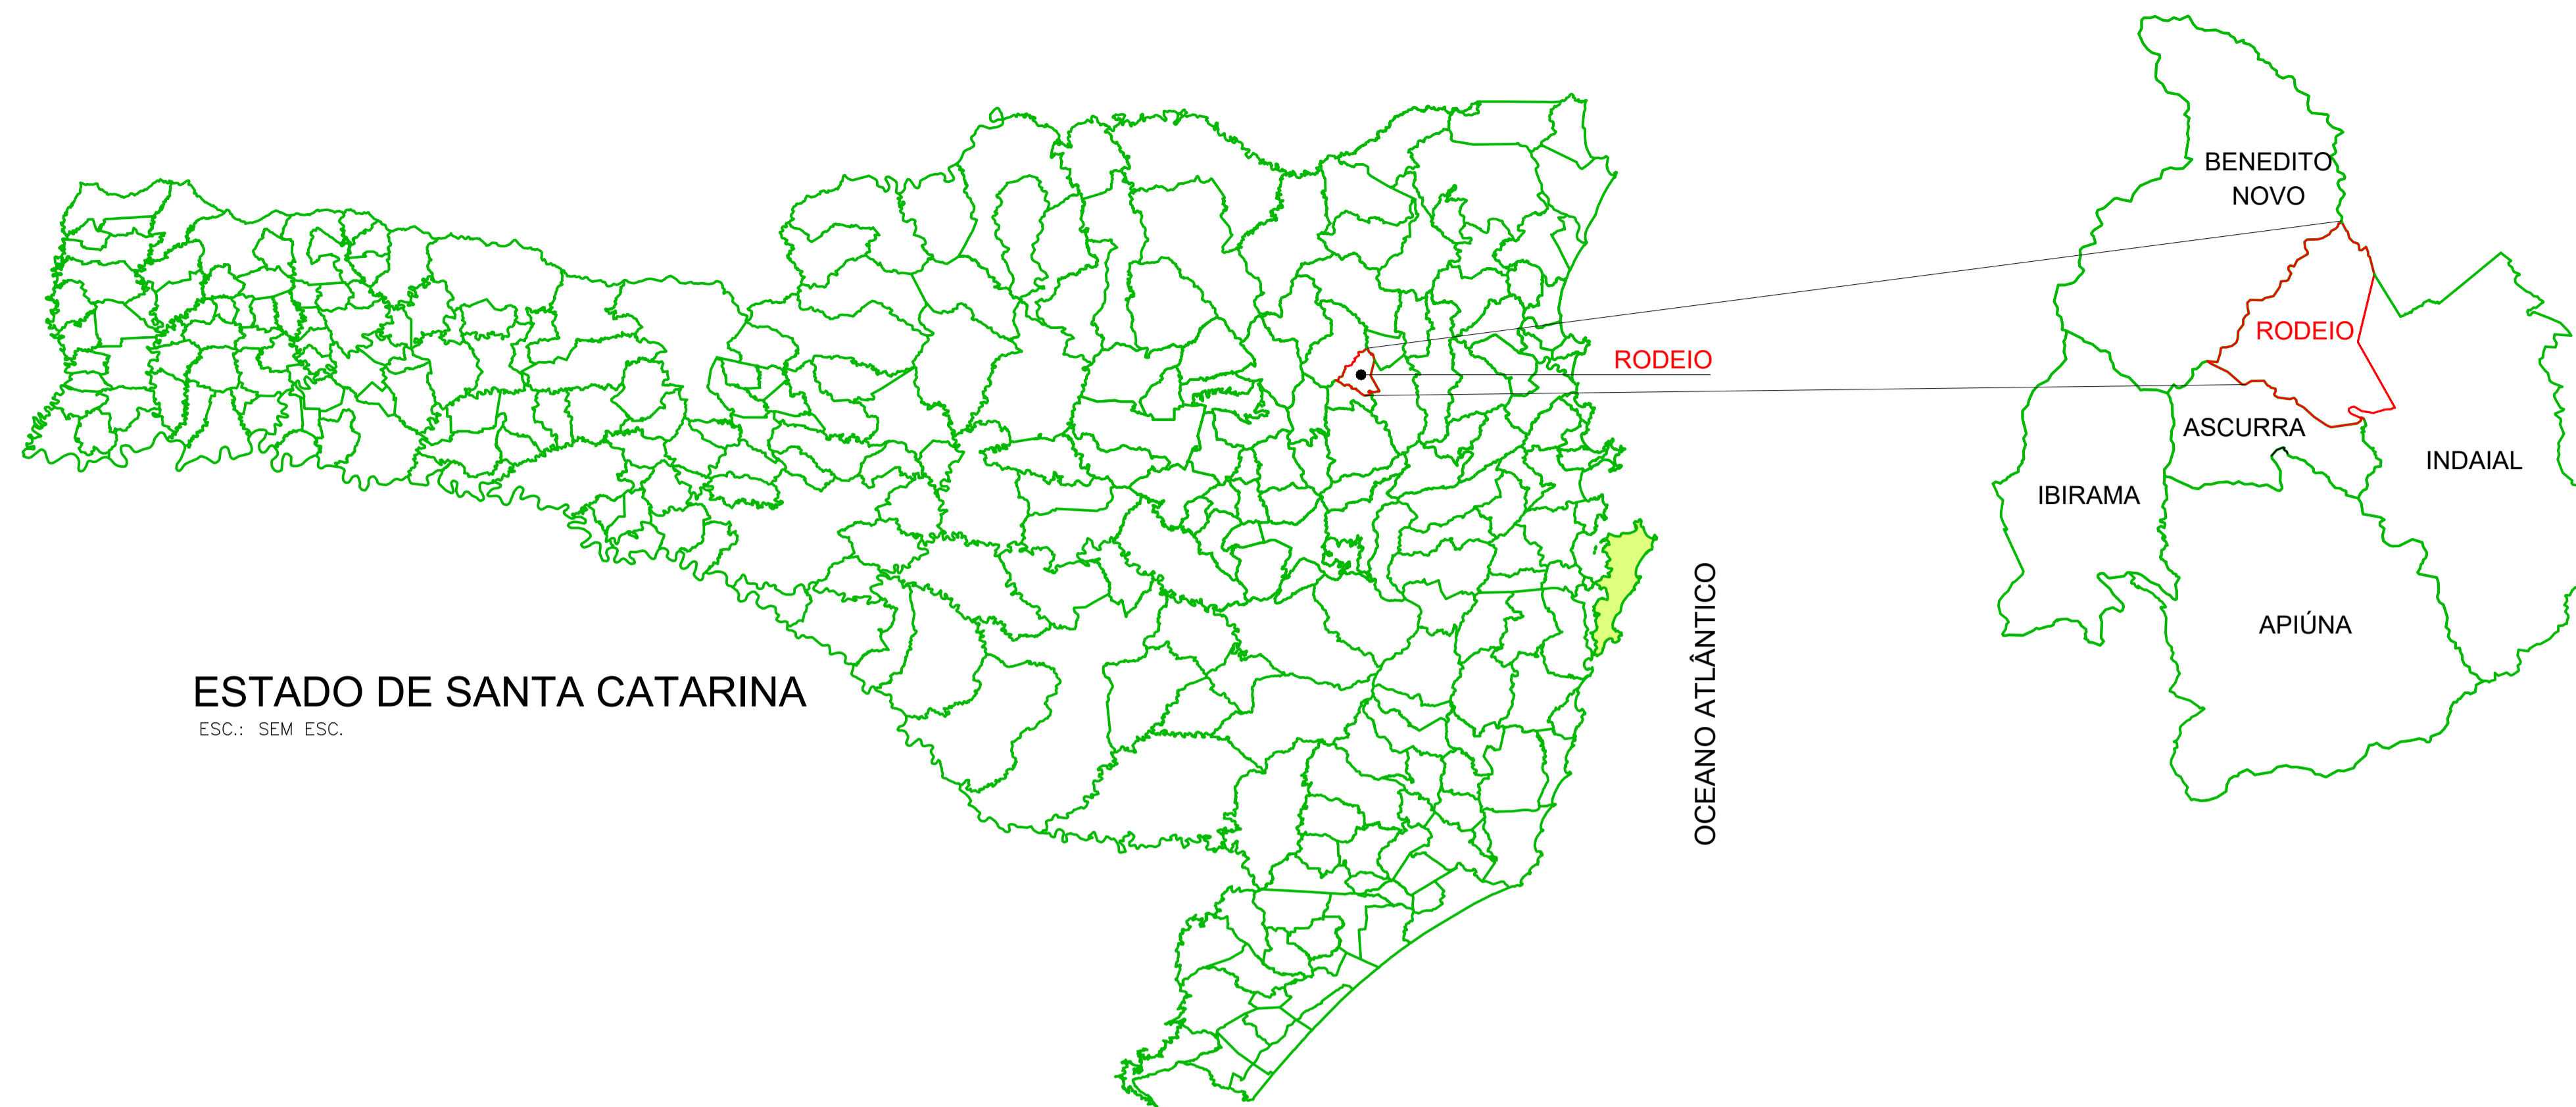 ESTADO DE SANTA CATARINA
ESC.: SEM ESC.
RODEIO
OCEANO ATLÂNTICO
BENEDITO
NOVO
RODEIO
ASCURRA
INDAIAL
IBIRAMA
APIÚNA